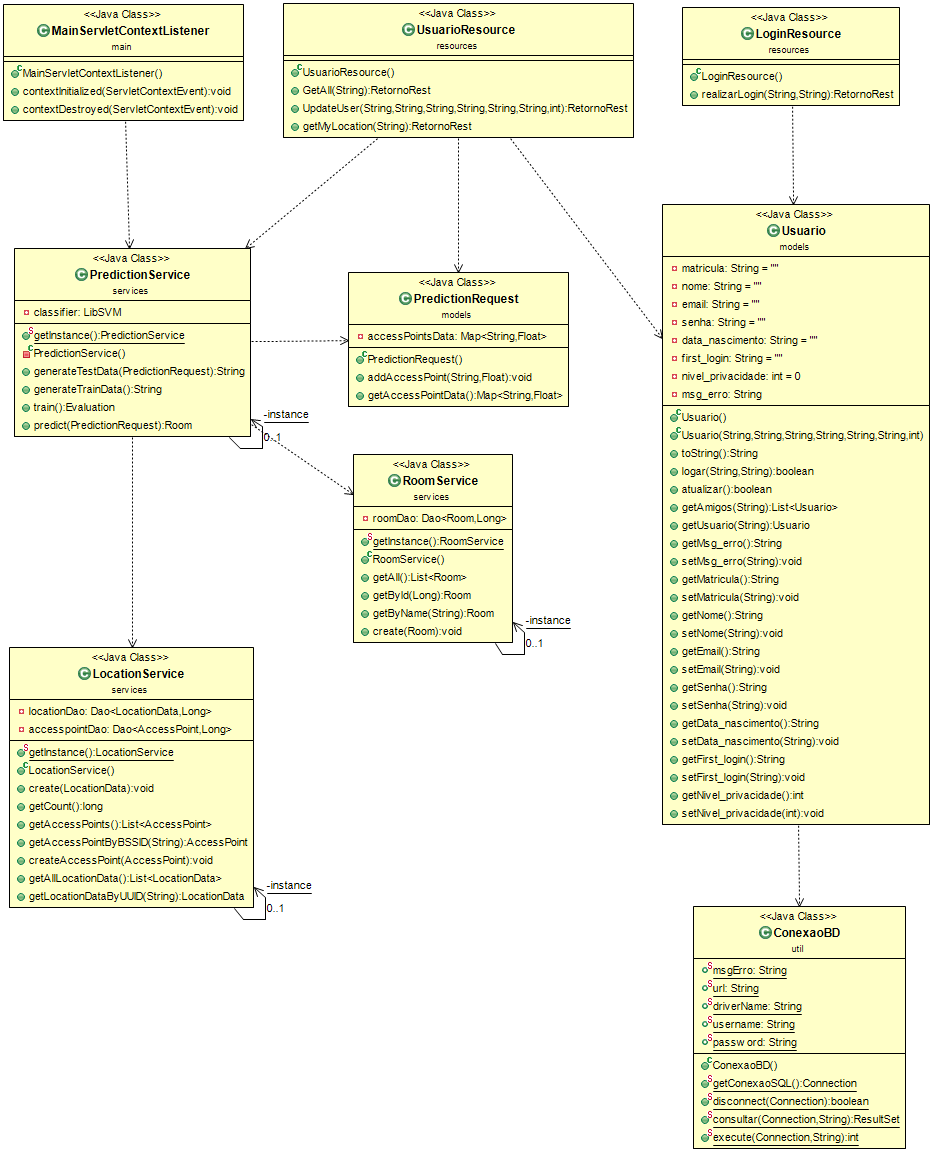 <<Java Class>>
MainServletContextListener
main
MainServletContextListener()
contextInitialized(ServletContextEvent):void
contextDestroyed(ServletContextEvent):void
<<Java Class>>
UsuarioResource
resources
UsuarioResource()
GetAll(String):RetornoRest
UpdateUser(String,String,String,String,String,String,int):RetornoRest
getMyLocation(String):RetornoRest
<<Java Class>>
LoginResource
resources
LoginResource()
realizarLogin(String,String):RetornoRest
<<Java Class>>
PredictionService
services
classifier: LibSVM
getInstance():PredictionService
PredictionService()
generateTestData(PredictionRequest):String
generateTrainData():String
train():Evaluation
predict(PredictionRequest):Room
-instance
0..1
<<Java Class>>
PredictionRequest
models
accessPointsData: Map<String,Float>
PredictionRequest()
addAccessPoint(String,Float):void
getAccessPointData():Map<String,Float>
<<Java Class>>
Usuario
models
matricula: String = ""
nome: String = ""
email: String = ""
senha: String = ""
data_nascimento: String = ""
first_login: String = ""
nivel_privacidade: int = 0
msg_erro: String
Usuario()
Usuario(String,String,String,String,String,String,int)
toString():String
logar(String,String):boolean
atualizar():boolean
getAmigos(String):List<Usuario>
getUsuario(String):Usuario
getMsg_erro():String
setMsg_erro(String):void
getMatricula():String
setMatricula(String):void
getNome():String
setNome(String):void
getEmail():String
setEmail(String):void
getSenha():String
setSenha(String):void
getData_nascimento():String
setData_nascimento(String):void
getFirst_login():String
setFirst_login(String):void
getNivel_privacidade():int
setNivel_privacidade(int):void
<<Java Class>>
RoomService
services
roomDao: Dao<Room,Long>
getInstance():RoomService
RoomService()
getAll():List<Room>
getById(Long):Room
getByName(String):Room
create(Room):void
-instance
0..1
<<Java Class>>
LocationService
services
locationDao: Dao<LocationData,Long>
accesspointDao: Dao<AccessPoint,Long>
getInstance():LocationService
LocationService()
create(LocationData):void
getCount():long
getAccessPoints():List<AccessPoint>
getAccessPointByBSSID(String):AccessPoint
createAccessPoint(AccessPoint):void
getAllLocationData():List<LocationData>
getLocationDataByUUID(String):LocationData
-instance
0..1
<<Java Class>>
ConexaoBD
util
msgErro: String
url: String
driverName: String
username: String
password: String
ConexaoBD()
getConexaoSQL():Connection
disconnect(Connection):boolean
consultar(Connection,String):ResultSet
execute(Connection,String):int